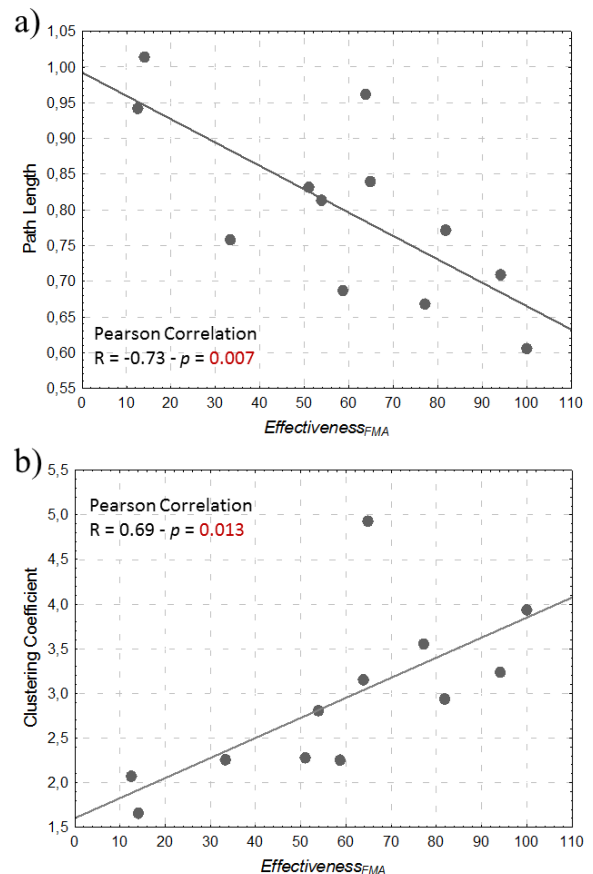 a)
1,05
1,00
0,95
0,90
0,85
0,80
0,75
0,70
0,65
0,60
0,55
Path Length
Pearson Correlation
R = -0.73 - p = 0.007
0 10 20 30 40 50 60 70 80 90 100 110
EffectivenessFMA
b)
5,5
5,0
4,5
4,0
3,5
3,0
2,5
2,0
1,5
Clustering Coefficient
Pearson Correlation
R = 0.69 - p = 0.013
0 10 20 30 40 50 60 70 80 90 100 110
EffectivenessFMA